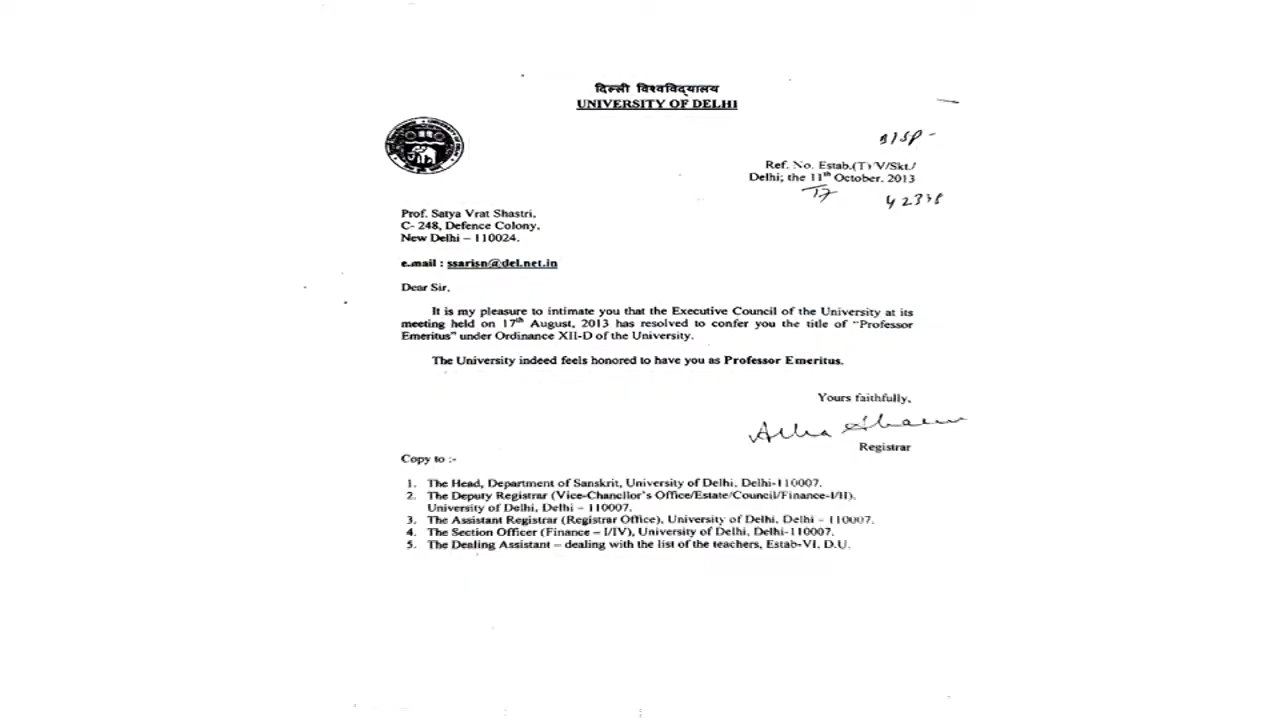 दिल्ली विश्वविद्यालय
UNIVERSITY OF DELHI
Ref. No. Estab.(T)/V/Skt./
Delhi; the 11th October, 2013
17
Prof. Satya Vrat Shastri,
C- 248, Defence Colony,
New Delhi – 110024.
e.mail : ssarisn@del.net.in
Dear Sir,
It is my pleasure to intimate you that the Executive Council of the University at its
meeting held on 17th August, 2013 has resolved to confer you the title of "Professor
Emeritus" under Ordinance XII-D of the University.
The University indeed feels honored to have you as Professor Emeritus.
Yours faithfully,
Registrar
Copy to :-
1. The Head, Department of Sanskrit, University of Delhi, Delhi-110007.
2. The Deputy Registrar (Vice-Chancllor's Office/Estate/Council/Finance-I/II),
University of Delhi, Delhi – 110007.
3. The Assistant Registrar (Registrar Office), University of Delhi, Delhi – 110007.
4. The Section Officer (Finance – I/IV), University of Delhi, Delhi-110007.
5. The Dealing Assistant – dealing with the list of the teachers, Estab-VI, D.U.